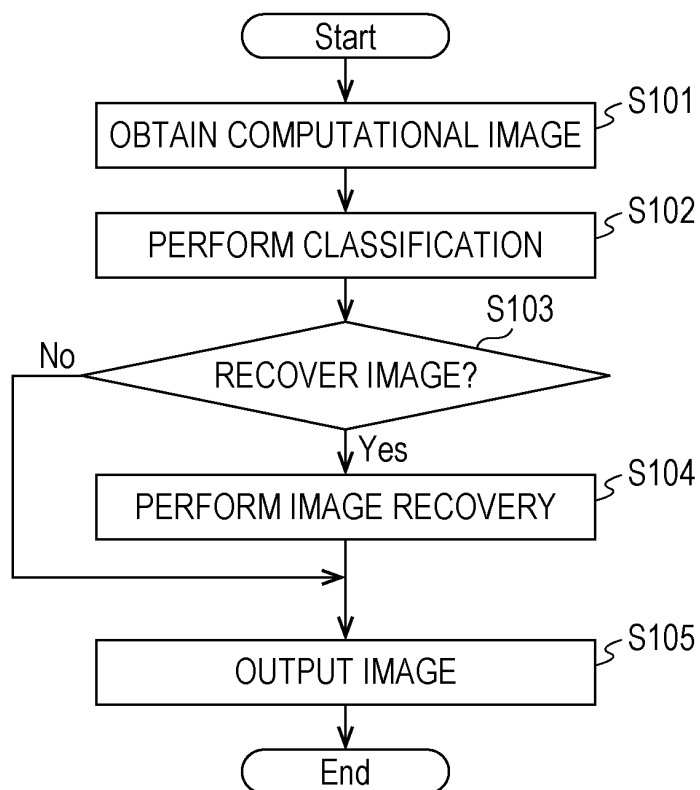 Start
S101
OBTAIN COMPUTATIONAL IMAGE
S102
PERFORM CLASSIFICATION
S103
No
RECOVER IMAGE?
Yes
S104
PERFORM IMAGE RECOVERY
S105
OUTPUT IMAGE
End